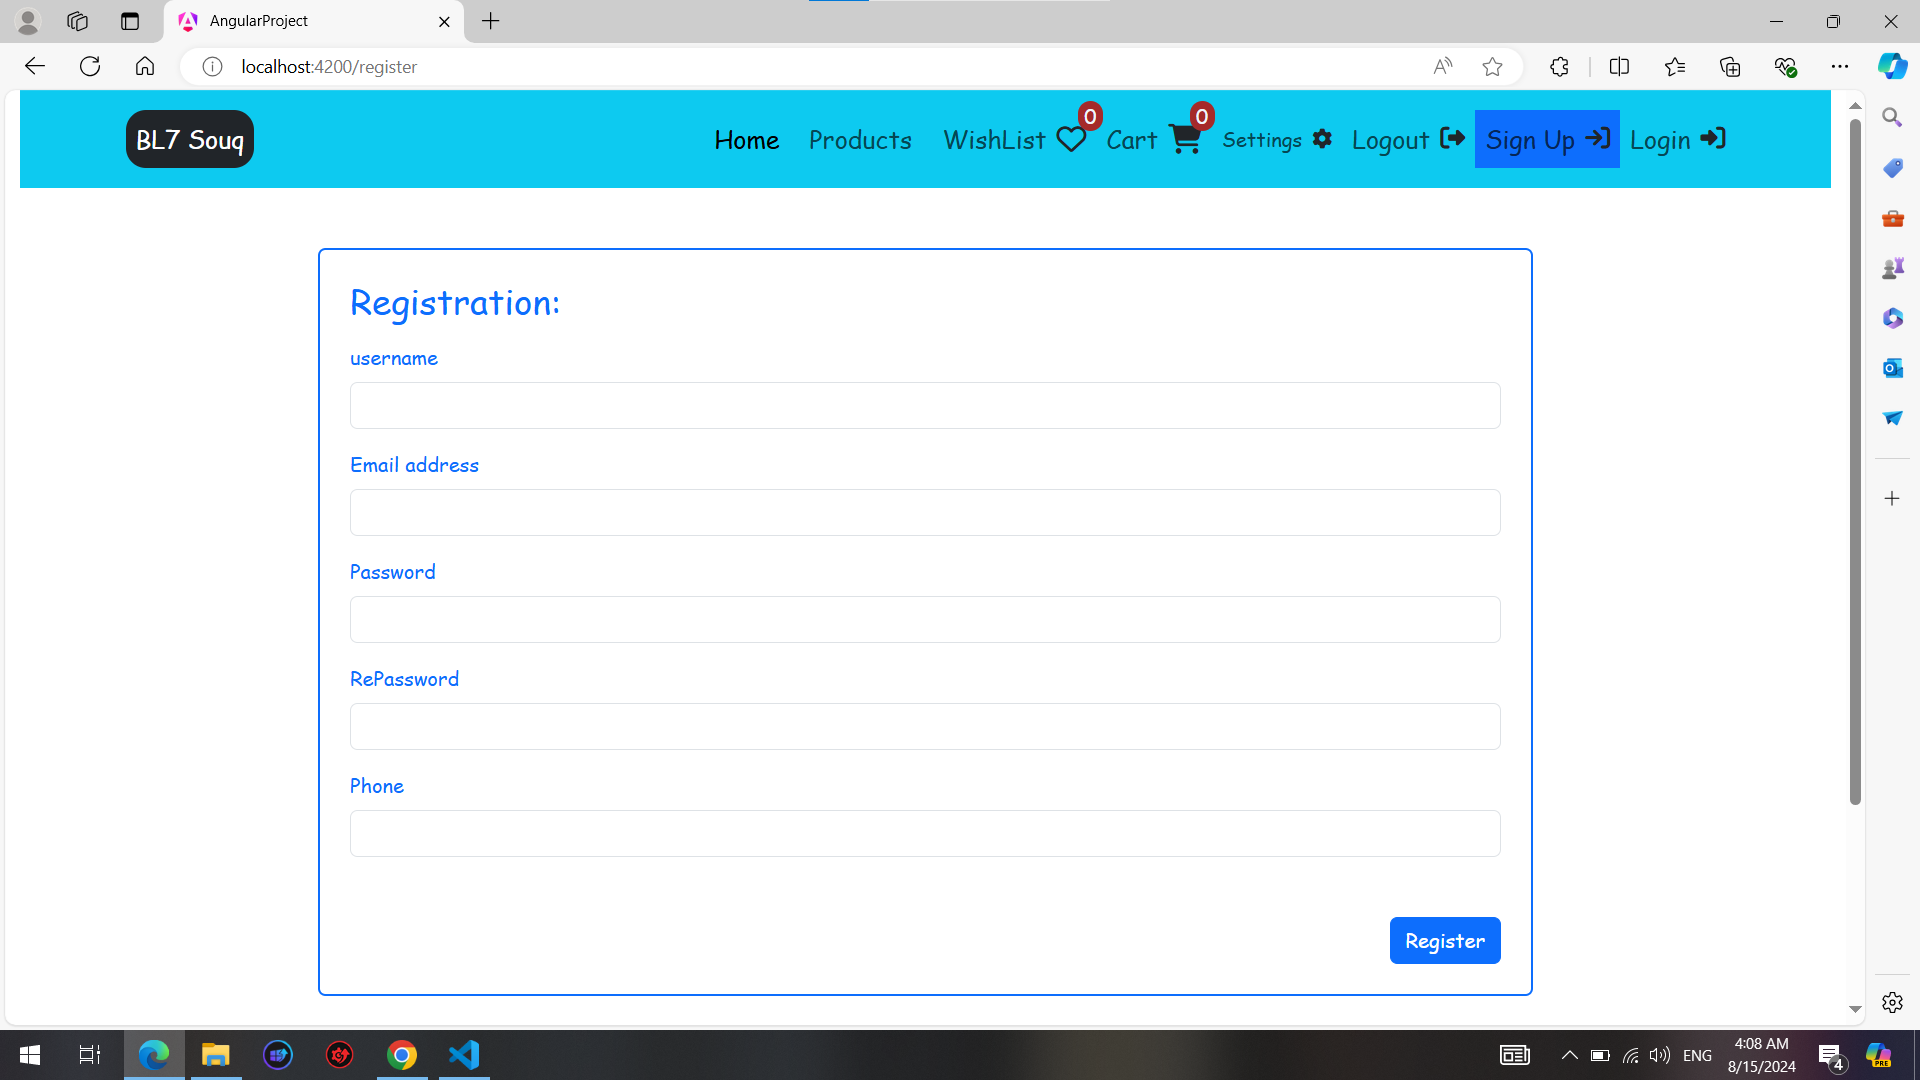 AngularProject
localhost:4200/register
BL7 Souq
Home Products WishList 0 Cart 0 Settings Logout Sign Up Login
Registration:
username
Email address
Password
RePassword
Phone
Register
ENG
4:08 AM
8/15/2024
4
PRE